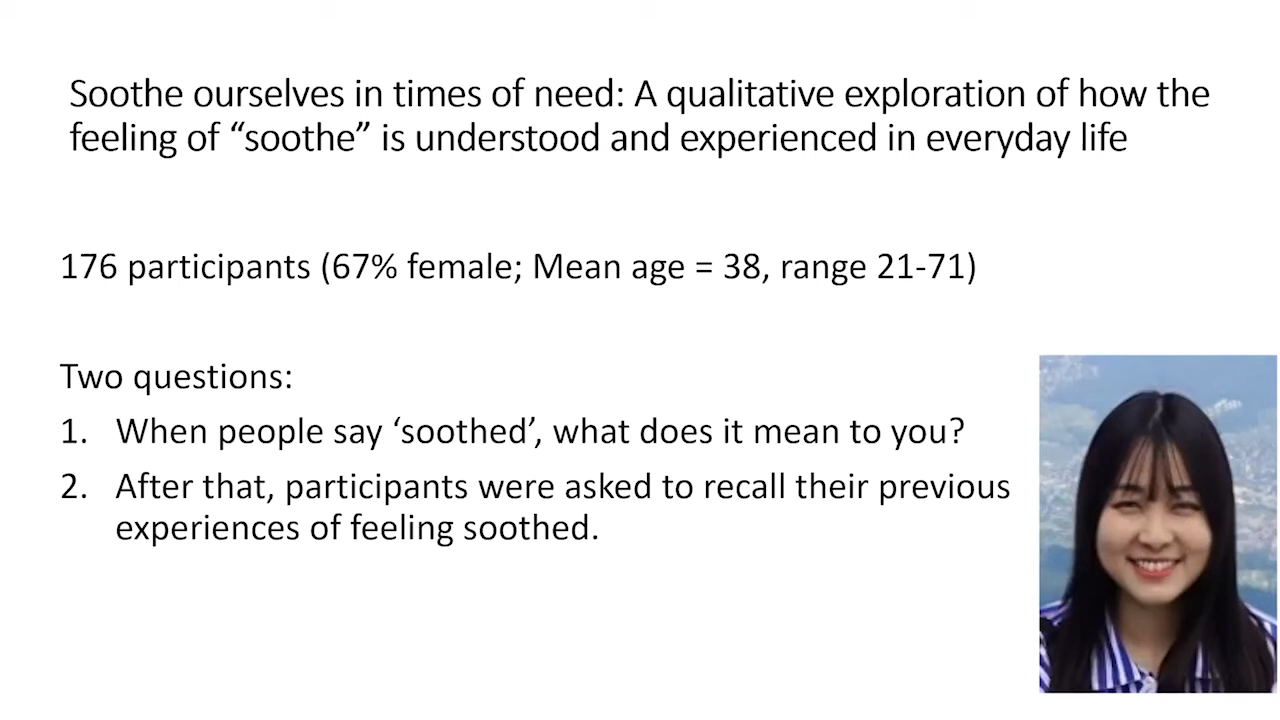 Soothe ourselves in times of need: A qualitative exploration of how the
feeling of “soothe” is understood and experienced in everyday life
176 participants (67% female; Mean age = 38, range 21-71)
Two questions:
1. When people say ‘soothed’, what does it mean to you?
2. After that, participants were asked to recall their previous
experiences of feeling soothed.